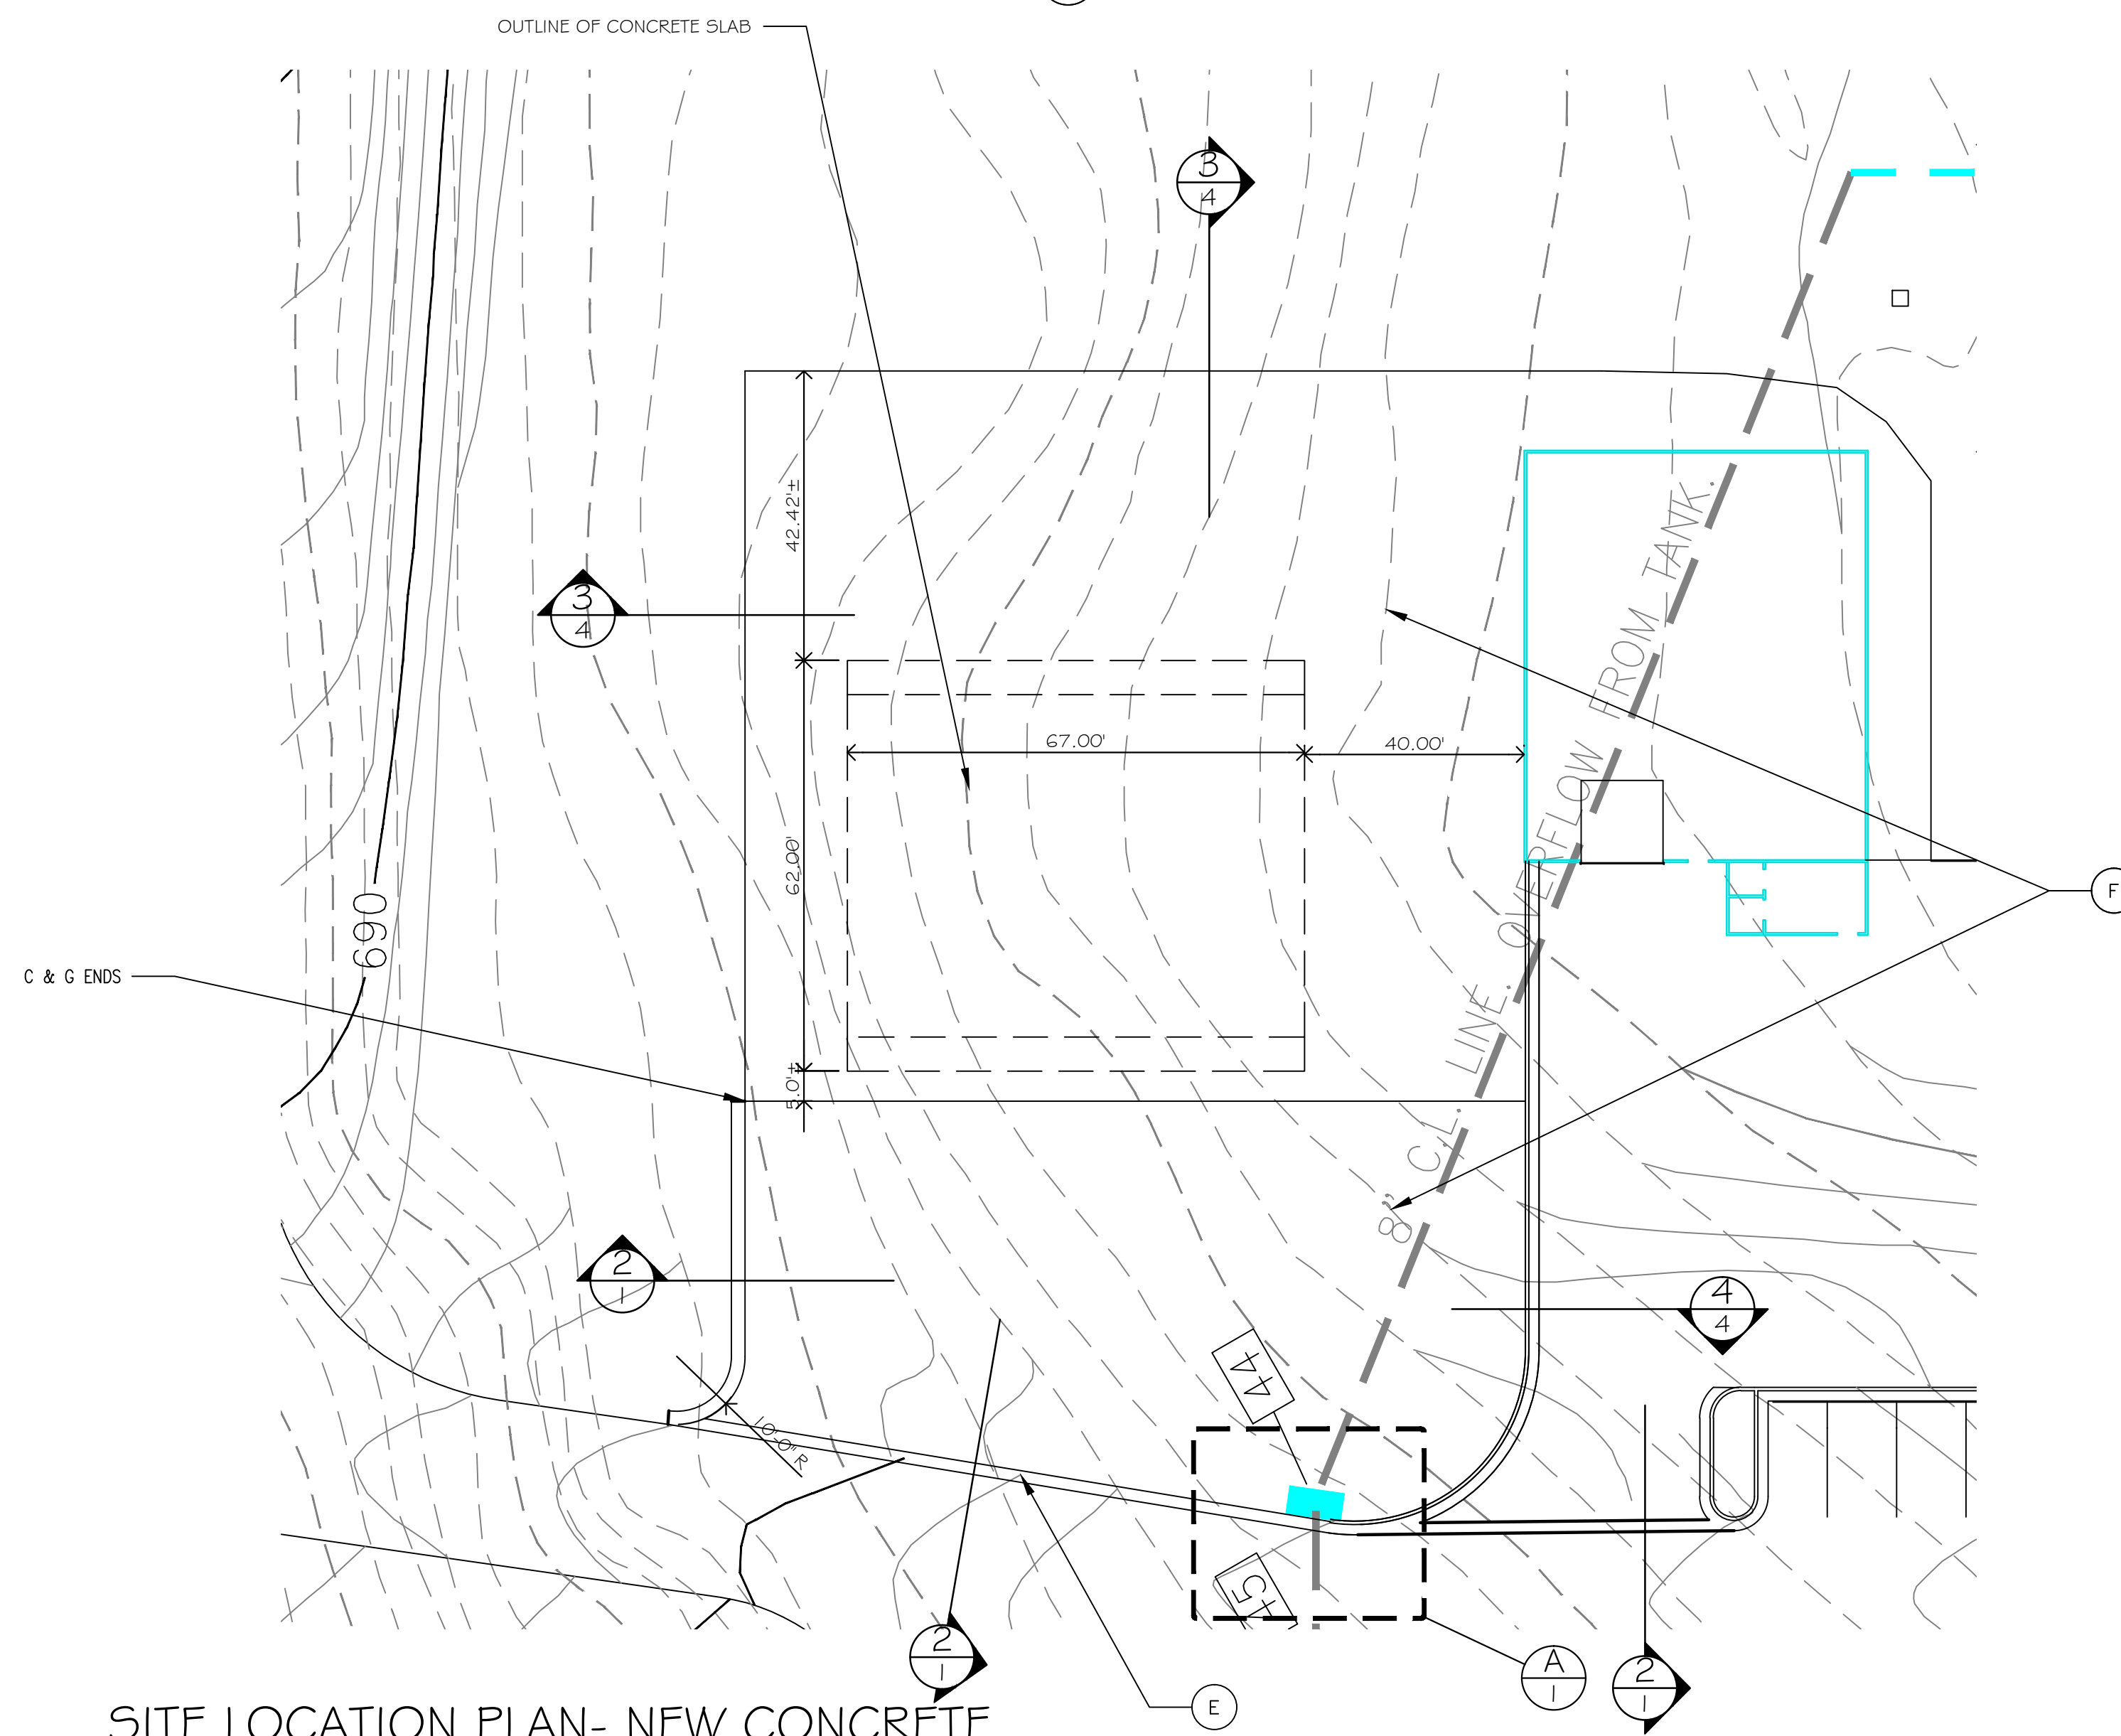 OUTLINE OF CONCRETE SLAB
3
4
42.42'±
3
4
8" C.I. LINE. OVERFLOW FROM TANK.
67.00'
40.00'
62.00'
F
690
C & G ENDS
5.0'±
2
1
4
4
44
10'-0" R
45
2
1
A
1
2
1
E
SITE LOCATION PLAN- NEW CONCRETE